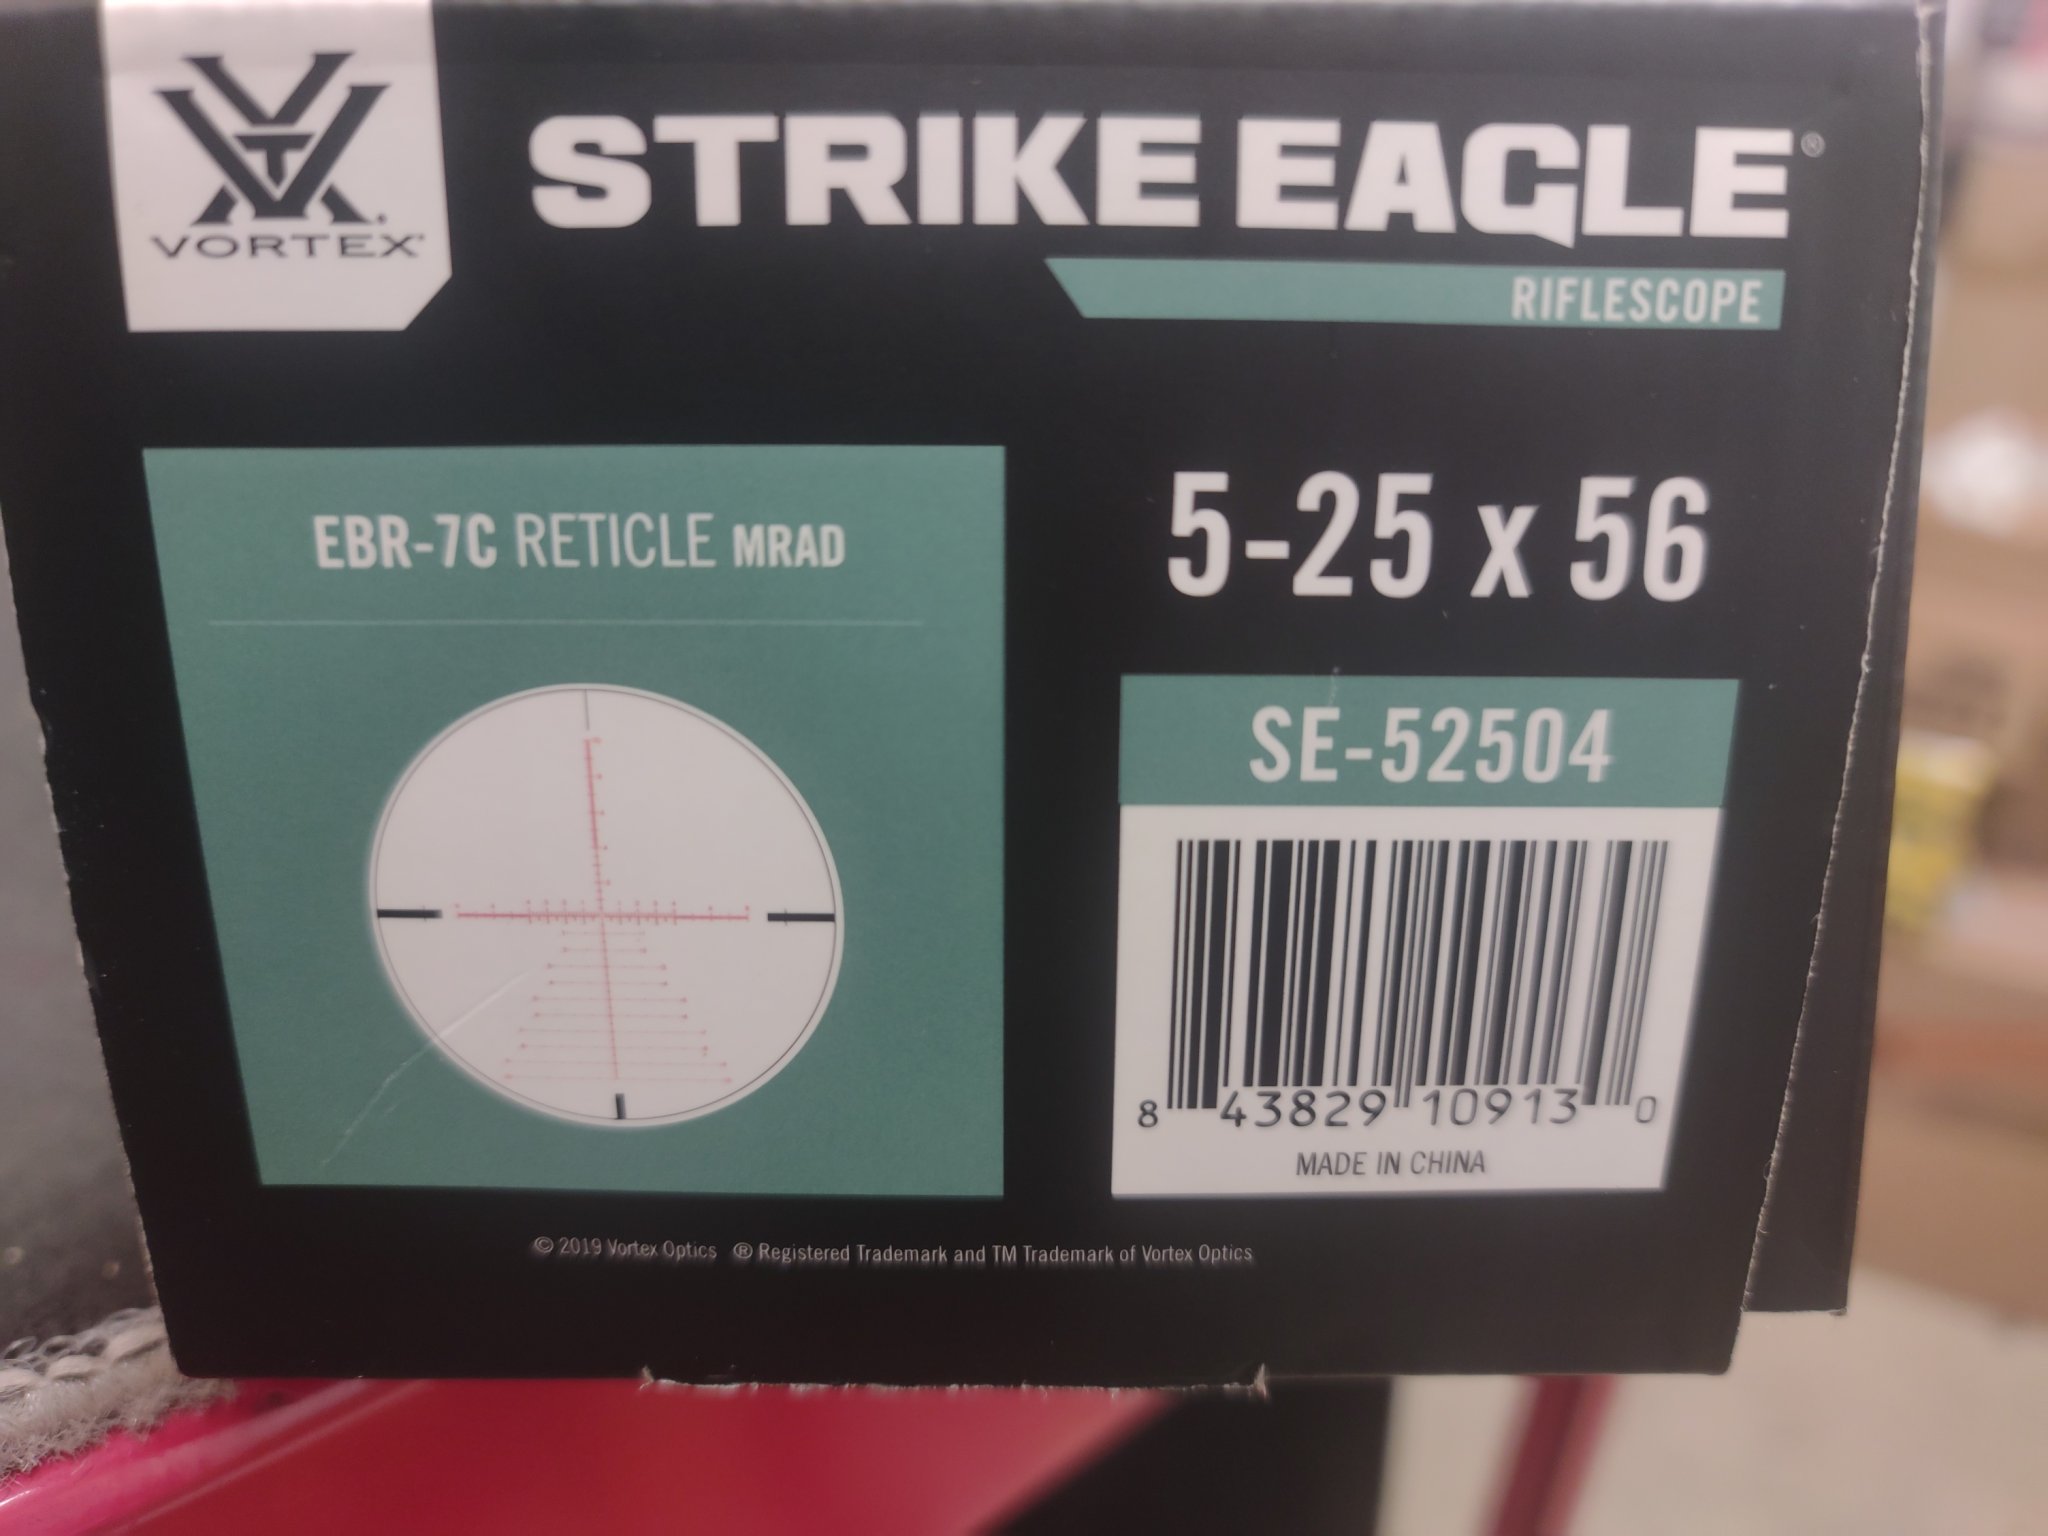 VORTEX®
STRIKE EAGLE®
RIFLESCOPE
EBR-7C RETICLE MRAD
5-25 x 56
SE-52504
8 43829 10913 0
MADE IN CHINA
© 2019 Vortex Optics ® Registered Trademark and TM Trademark of Vortex Optics